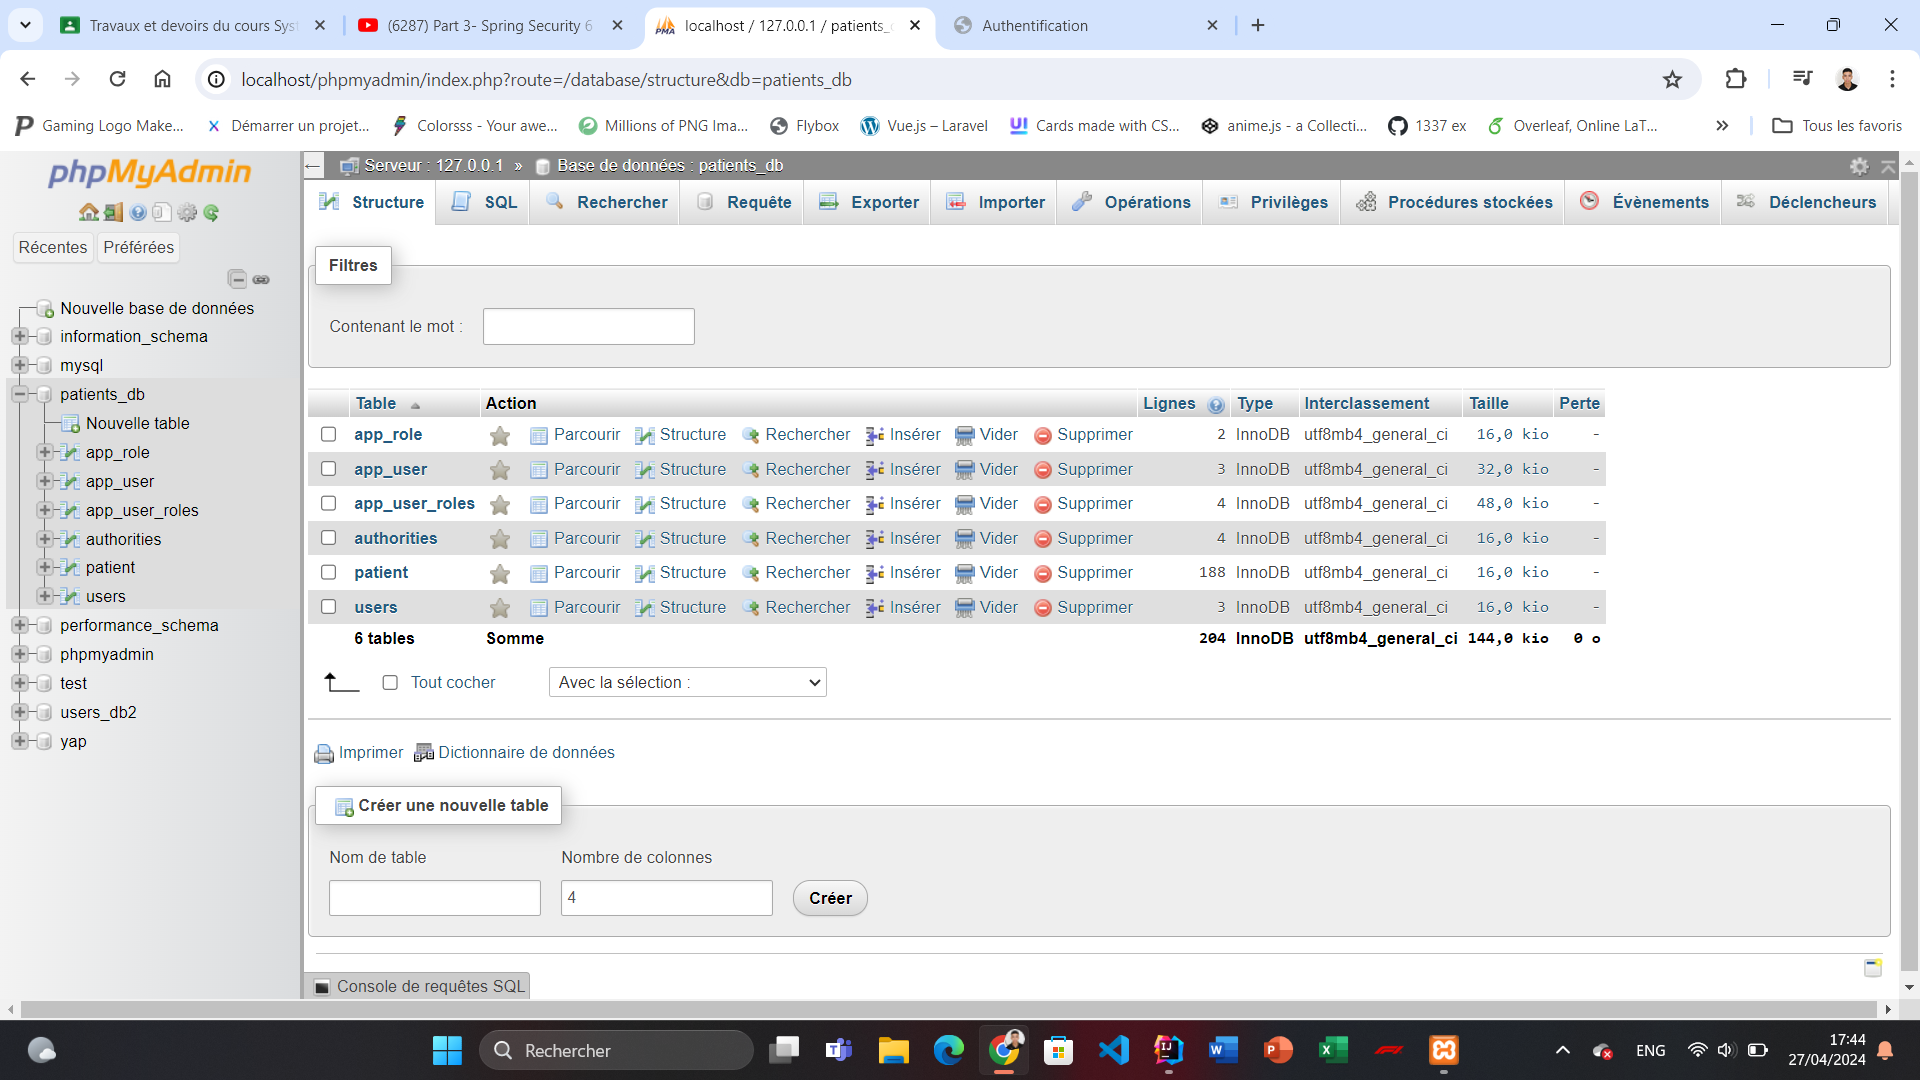 Travaux et devoirs du cours Syst
(6287) Part 3- Spring Security 6
localhost / 127.0.0.1 / patients_d
Authentification
localhost/phpmyadmin/index.php?route=/database/structure&db=patients_db
Gaming Logo Make...
Démarrer un projet...
Colorsss - Your awe...
Millions of PNG Ima...
Flybox
Vue.js – Laravel
Cards made with CS...
anime.js - a Collecti...
1337 ex
Overleaf, Online LaT...
Tous les favoris
phpMyAdmin
Récentes Préférées
Nouvelle base de données
information_schema
mysql
patients_db
Nouvelle table
app_role
app_user
app_user_roles
authorities
patient
users
performance_schema
phpmyadmin
test
users_db2
yap
Serveur : 127.0.0.1 » Base de données : patients_db
Structure SQL Rechercher Requête Exporter Importer Opérations Privilèges Procédures stockées Évènements Déclencheurs
Filtres
Contenant le mot :
Table Action Lignes Type Interclassement Taille Perte
app_role Parcourir Structure Rechercher Insérer Vider Supprimer 2 InnoDB utf8mb4_general_ci 16,0 kio -
app_user Parcourir Structure Rechercher Insérer Vider Supprimer 3 InnoDB utf8mb4_general_ci 32,0 kio -
app_user_roles Parcourir Structure Rechercher Insérer Vider Supprimer 4 InnoDB utf8mb4_general_ci 48,0 kio -
authorities Parcourir Structure Rechercher Insérer Vider Supprimer 4 InnoDB utf8mb4_general_ci 16,0 kio -
patient Parcourir Structure Rechercher Insérer Vider Supprimer 188 InnoDB utf8mb4_general_ci 16,0 kio -
users Parcourir Structure Rechercher Insérer Vider Supprimer 3 InnoDB utf8mb4_general_ci 16,0 kio -
6 tables Somme 204 InnoDB utf8mb4_general_ci 144,0 kio 0 o
Tout cocher Avec la sélection :
Imprimer Dictionnaire de données
Créer une nouvelle table
Nom de table Nombre de colonnes
4 Créer
Console de requêtes SQL
Rechercher
ENG
17:44
27/04/2024